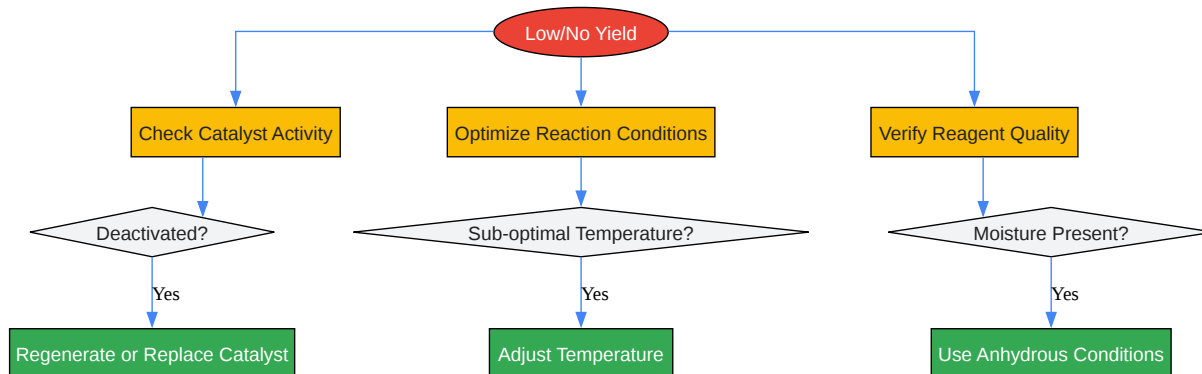 Low/No Yield
Check Catalyst Activity
Optimize Reaction Conditions
Verify Reagent Quality
Deactivated?
Sub-optimal Temperature?
Moisture Present?
Yes
Yes
Yes
Regenerate or Replace Catalyst
Adjust Temperature
Use Anhydrous Conditions